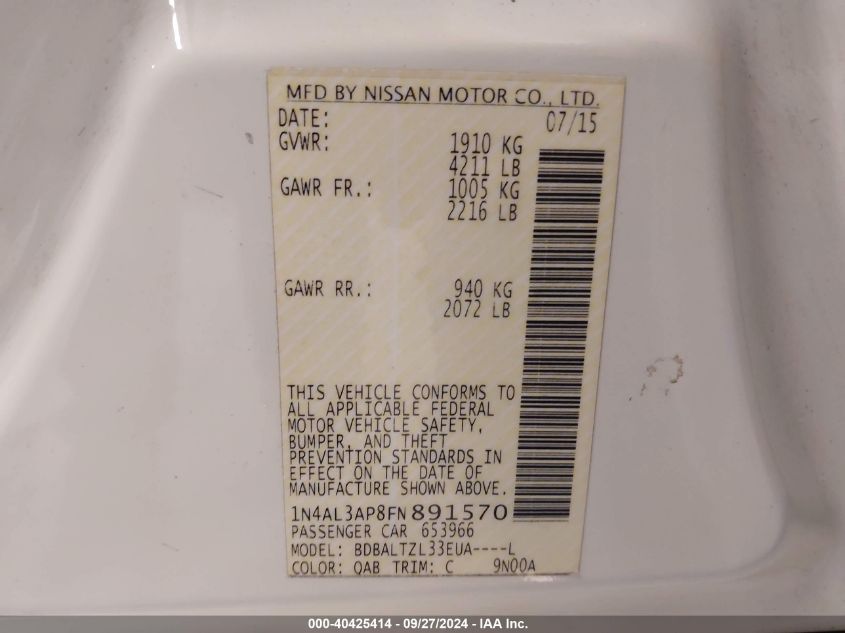 MFD BY NISSAN MOTOR CO., LTD.
DATE: 07/15
GVWR: 1910 KG
4211 LB
GAWR FR.: 1005 KG
2216 LB
GAWR RR.: 940 KG
2072 LB
THIS VEHICLE CONFORMS TO
ALL APPLICABLE FEDERAL
MOTOR VEHICLE SAFETY,
BUMPER, AND THEFT
PREVENTION STANDARDS IN
EFFECT ON THE DATE OF
MANUFACTURE SHOWN ABOVE.
1N4AL3AP8FN891570
PASSENGER CAR 653966
MODEL: BDBALTZL33EUA----L
COLOR: QAB TRIM: C 9N00A
000-40425414 - 09/27/2024 - IAA Inc.